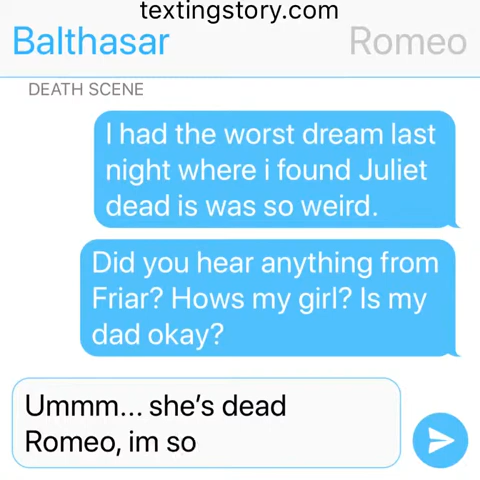 textingstory.com
Balthasar
Romeo
DEATH SCENE
I had the worst dream last
night where i found Juliet
dead is was so weird.
Did you hear anything from
Friar? Hows my girl? Is my
dad okay?
Ummm... she's dead
Romeo, im so